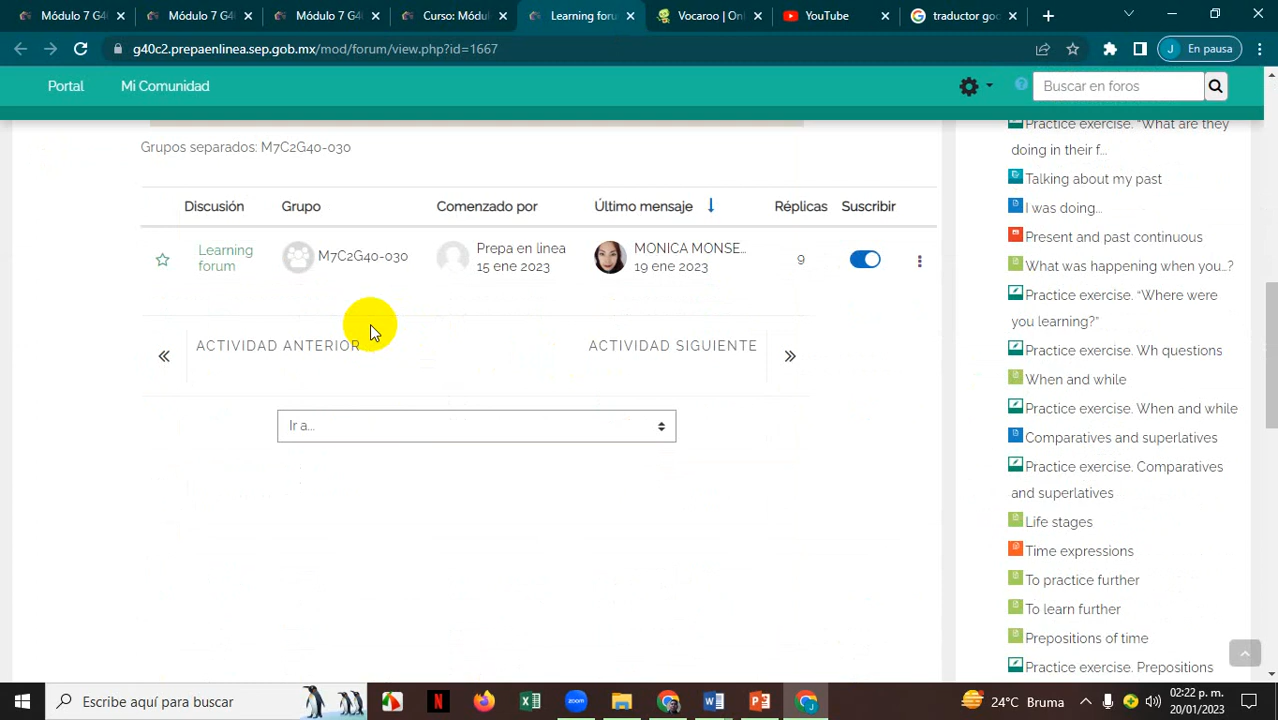 Módulo 7 G4(
Módulo 7 G4(
Módulo 7 G4(
Curso: Módul
Learning foru
Vocaroo | Onl
YouTube
traductor goo
g40c2.prepaenlinea.sep.gob.mx/mod/forum/view.php?id=1667
En pausa
Portal
Mi Comunidad
Buscar en foros
Grupos separados: M7C2G40-030
Discusión
Grupo
Comenzado por
Último mensaje
Réplicas
Suscribir
Learning
forum
M7C2G40-030
Prepa en linea
15 ene 2023
MONICA MONSE...
19 ene 2023
9
ACTIVIDAD ANTERIOR
ACTIVIDAD SIGUIENTE
Ir a...
Practice exercise. "What are they
doing in their f...
Talking about my past
I was doing...
Present and past continuous
What was happening when you...?
Practice exercise. "Where were
you learning?"
Practice exercise. Wh questions
When and while
Practice exercise. When and while
Comparatives and superlatives
Practice exercise. Comparatives
and superlatives
Life stages
Time expressions
To practice further
To learn further
Prepositions of time
Practice exercise. Prepositions
Escribe aquí para buscar
24°C Bruma
02:22 p. m.
20/01/2023